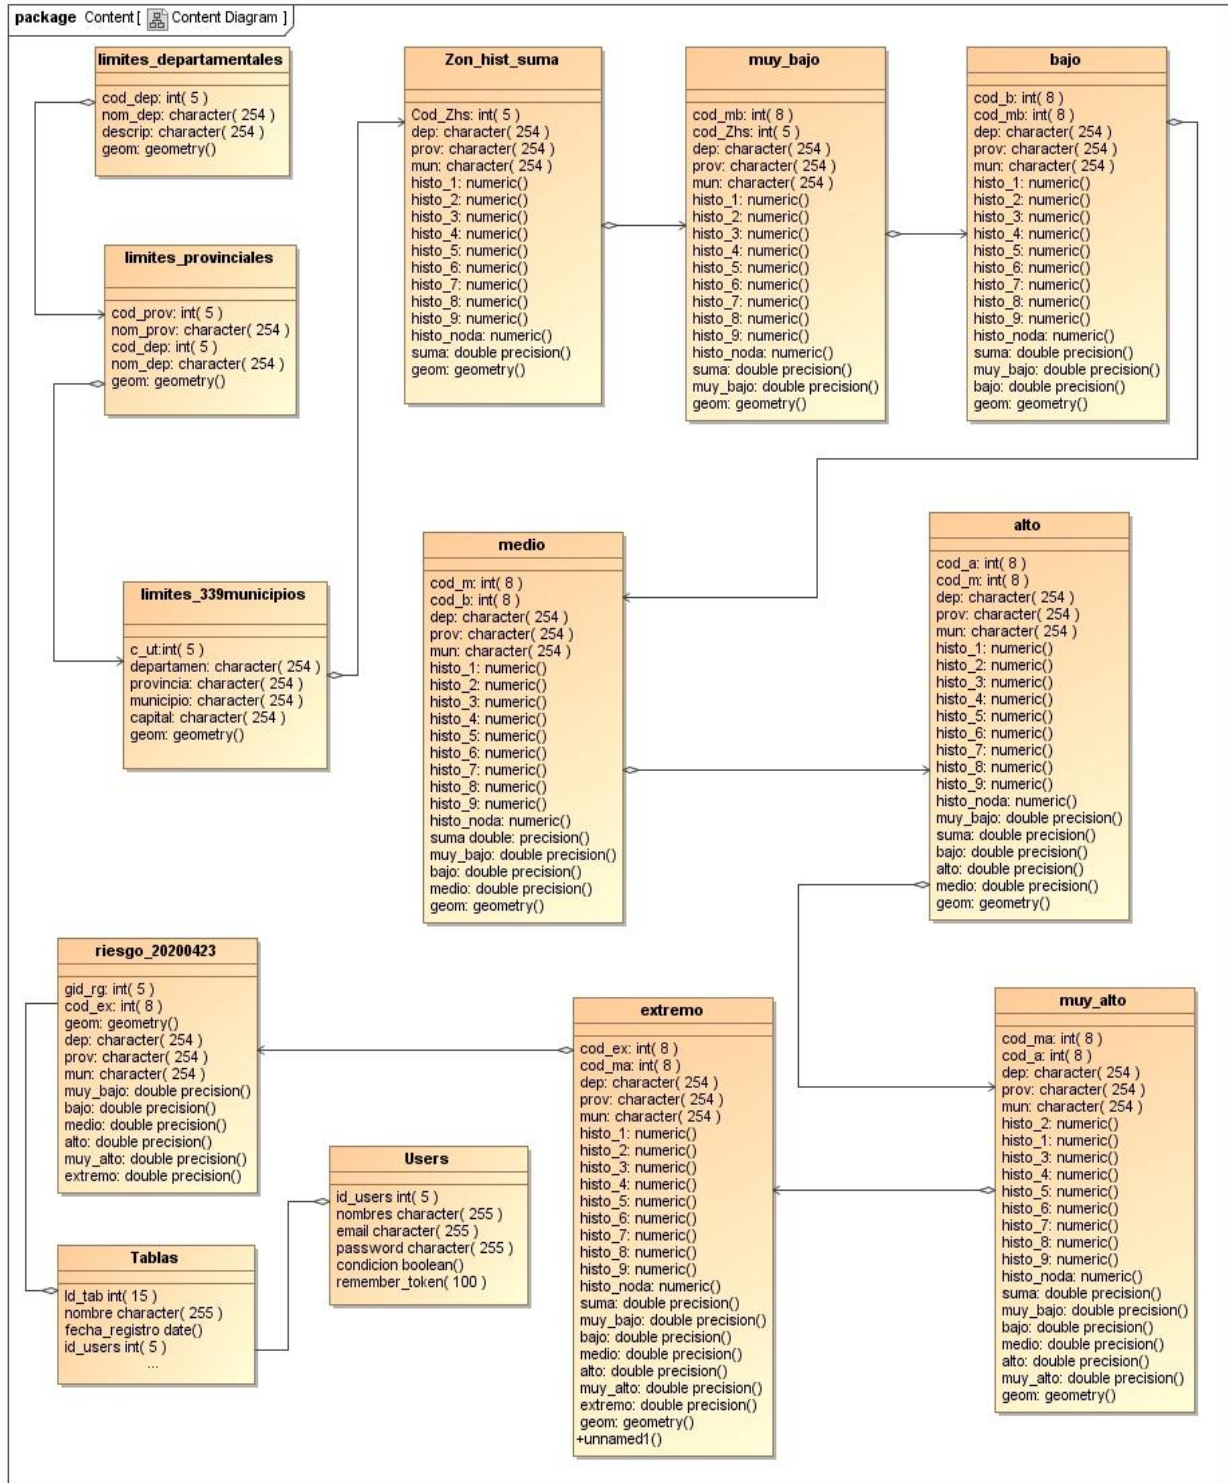 package Content [ Content Diagram ]
limites_departamentales
cod_dep: int( 5 )
nom_dep: character( 254 )
descrip: character( 254 )
geom: geometry()
Zon_hist_suma
Cod_Zhs: int( 5 )
dep: character( 254 )
prov: character( 254 )
mun: character( 254 )
histo_1: numeric()
histo_2: numeric()
histo_3: numeric()
histo_4: numeric()
histo_5: numeric()
histo_6: numeric()
histo_7: numeric()
histo_8: numeric()
histo_9: numeric()
histo_noda: numeric()
suma: double precision()
geom: geometry()
muy_bajo
cod_mb: int( 8 )
cod_Zhs: int( 5 )
dep: character( 254 )
prov: character( 254 )
mun: character( 254 )
histo_1: numeric()
histo_2: numeric()
histo_3: numeric()
histo_4: numeric()
histo_5: numeric()
histo_6: numeric()
histo_7: numeric()
histo_8: numeric()
histo_9: numeric()
histo_noda: numeric()
suma: double precision()
muy_bajo: double precision()
geom: geometry()
bajo
cod_b: int( 8 )
cod_mb: int( 8 )
dep: character( 254 )
prov: character( 254 )
mun: character( 254 )
histo_1: numeric()
histo_2: numeric()
histo_3: numeric()
histo_4: numeric()
histo_5: numeric()
histo_6: numeric()
histo_7: numeric()
histo_8: numeric()
histo_9: numeric()
histo_noda: numeric()
suma: double precision()
muy_bajo: double precision()
bajo: double precision()
geom: geometry()
limites_provinciales
cod_prov: int( 5 )
nom_prov: character( 254 )
cod_dep: int( 5 )
nom_dep: character( 254 )
geom: geometry()
limites_339municipios
c_ut:int( 5 )
departamen: character( 254 )
provincia: character( 254 )
municipio: character( 254 )
capital: character( 254 )
geom: geometry()
medio
cod_m: int( 8 )
cod_b: int( 8 )
dep: character( 254 )
prov: character( 254 )
mun: character( 254 )
histo_1: numeric()
histo_2: numeric()
histo_3: numeric()
histo_4: numeric()
histo_5: numeric()
histo_6: numeric()
histo_7: numeric()
histo_8: numeric()
histo_9: numeric()
histo_noda: numeric()
suma double: precision()
muy_bajo: double precision()
bajo: double precision()
medio: double precision()
geom: geometry()
alto
cod_a: int( 8 )
cod_m: int( 8 )
dep: character( 254 )
prov: character( 254 )
mun: character( 254 )
histo_1: numeric()
histo_2: numeric()
histo_3: numeric()
histo_4: numeric()
histo_5: numeric()
histo_6: numeric()
histo_7: numeric()
histo_8: numeric()
histo_9: numeric()
histo_noda: numeric()
muy_bajo: double precision()
suma: double precision()
bajo: double precision()
alto: double precision()
medio: double precision()
geom: geometry()
riesgo_20200423
gid_rg: int( 5 )
cod_ex: int( 8 )
geom: geometry()
dep: character( 254 )
prov: character( 254 )
mun: character( 254 )
muy_bajo: double precision()
bajo: double precision()
medio: double precision()
alto: double precision()
muy_alto: double precision()
extremo: double precision()
extremo
cod_ex: int( 8 )
cod_ma: int( 8 )
dep: character( 254 )
prov: character( 254 )
mun: character( 254 )
histo_1: numeric()
histo_2: numeric()
histo_3: numeric()
histo_4: numeric()
histo_5: numeric()
histo_6: numeric()
histo_7: numeric()
histo_8: numeric()
histo_9: numeric()
histo_noda: numeric()
suma: double precision()
muy_bajo: double precision()
bajo: double precision()
medio: double precision()
alto: double precision()
muy_alto: double precision()
extremo: double precision()
geom: geometry()
+unnamed1()
muy_alto
cod_ma: int( 8 )
cod_a: int( 8 )
dep: character( 254 )
prov: character( 254 )
mun: character( 254 )
histo_2: numeric()
histo_1: numeric()
histo_3: numeric()
histo_4: numeric()
histo_5: numeric()
histo_6: numeric()
histo_7: numeric()
histo_8: numeric()
histo_9: numeric()
histo_noda: numeric()
suma: double precision()
muy_bajo: double precision()
bajo: double precision()
medio: double precision()
alto: double precision()
muy_alto: double precision()
geom: geometry()
Users
id_users int( 5 )
nombres character( 255 )
email character( 255 )
password character( 255 )
condicion boolean()
remember_token( 100 )
Tablas
Id_tab int( 15 )
nombre character( 255 )
fecha_registro date()
id_users int( 5 )
...